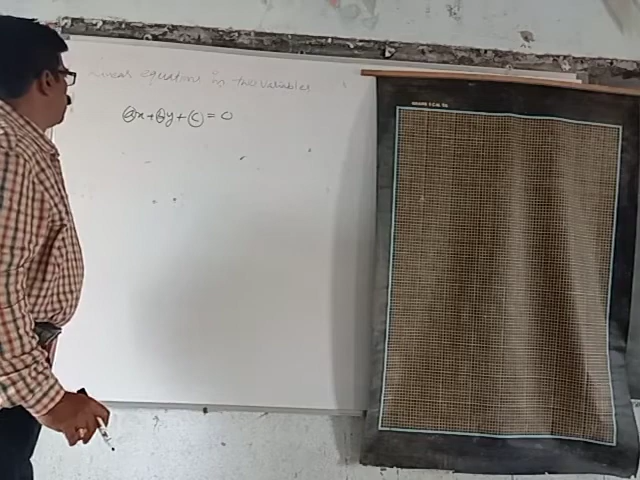 Linear equations in two variables
ax+by+c=0